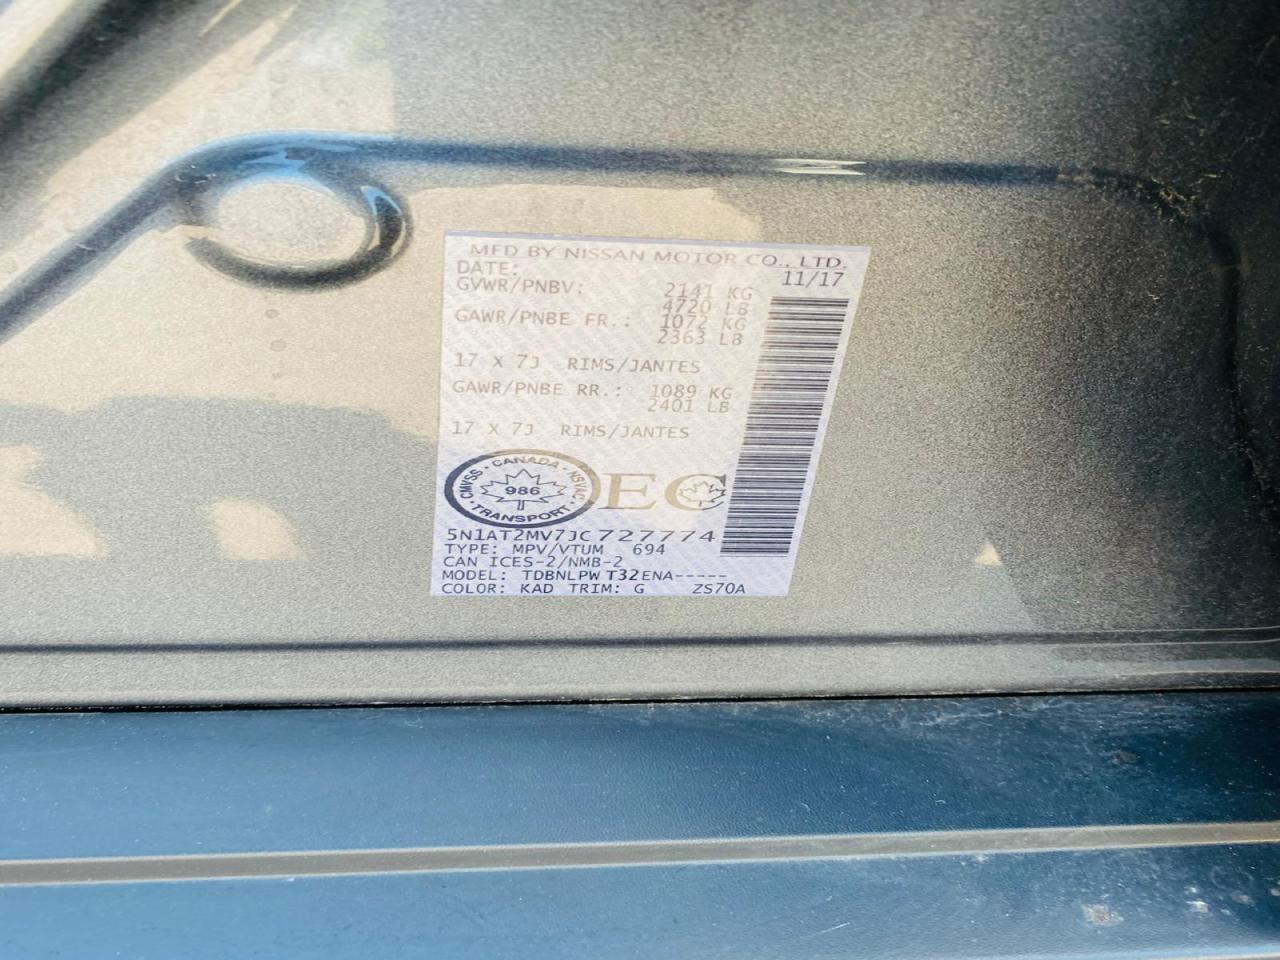 MFD BY NISSAN MOTOR CO., LTD.
DATE: 11/17
GVWR/PNBV: 2141 KG
4720 LB
GAWR/PNBE FR.: 1072 KG
2363 LB
17 X 7J RIMS/JANTES
GAWR/PNBE RR.: 1089 KG
2401 LB
17 X 7J RIMS/JANTES
CMVSS · CANADA · NSVAC
986
TRANSPORT
EC
5N1AT2MV7JC727774
TYPE: MPV/VTUM 694
CAN ICES-2/NMB-2
MODEL: TDBNLPW T32ENA-----
COLOR: KAD TRIM: G ZS70A